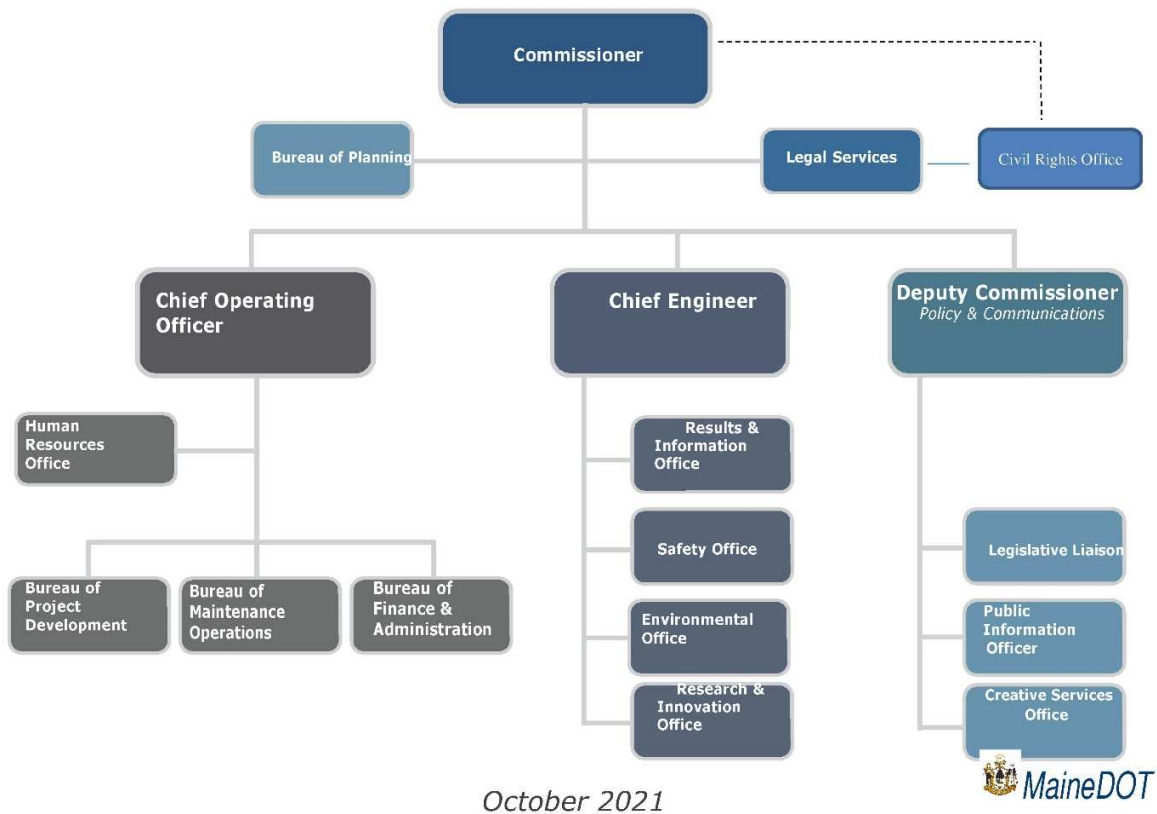 Commissioner
Bureau of Planning
Legal Services
Civil Rights Office
Chief Operating
Officer
Chief Engineer
Deputy Commissioner
Policy & Communications
Human
Resources
Office
Bureau of
Project
Development
Bureau of
Maintenance
Operations
Bureau of
Finance &
Administration
Results &
Information
Office
Safety Office
Environmental
Office
Research &
Innovation
Office
Legislative Liaison
Public
Information
Officer
Creative Services
Office
MaineDOT
October 2021